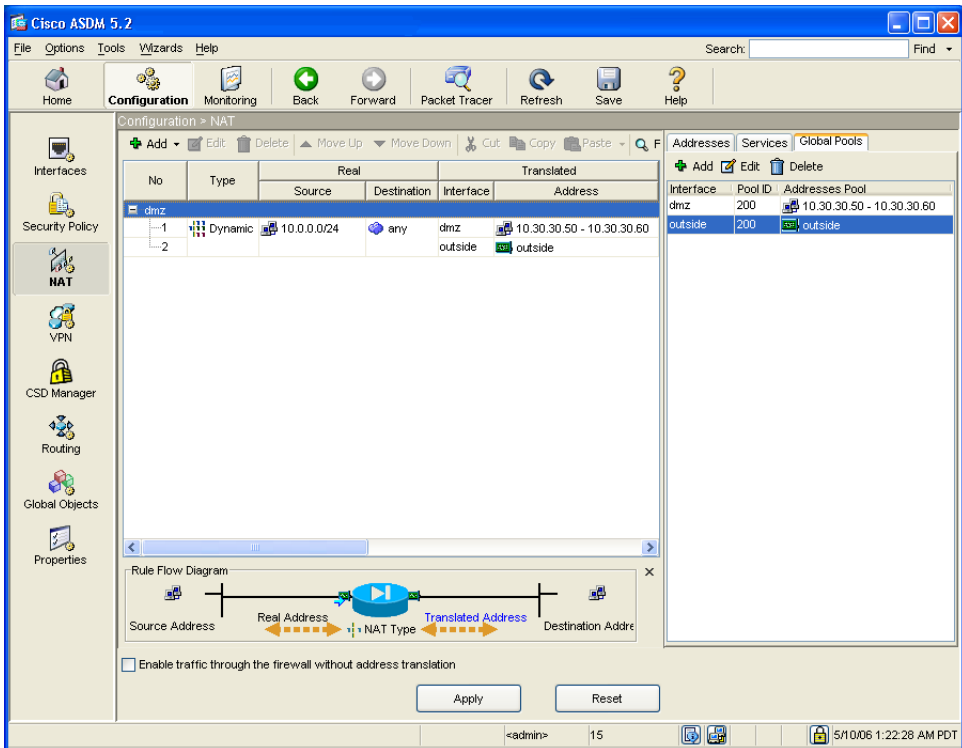 Cisco ASDM 5.2
File Options Tools Wizards Help Search: Find
Home Configuration Monitoring Back Forward Packet Tracer Refresh Save Help
Configuration > NAT
Add Edit Delete Move Up Move Down Cut Copy Paste F
No Type Real Translated
Source Destination Interface Address
dmz
1 Dynamic 10.0.0.0/24 any dmz 10.30.30.50 - 10.30.30.60
2 outside outside
Addresses Services Global Pools
Add Edit Delete
Interface Pool ID Addresses Pool
dmz 200 10.30.30.50 - 10.30.30.60
outside 200 outside
Interfaces
Security Policy
NAT
VPN
CSD Manager
Routing
Global Objects
Properties
Rule Flow Diagram
Source Address Real Address NAT Type Translated Address Destination Addre
Enable traffic through the firewall without address translation
Apply Reset
<admin> 15 5/10/06 1:22:28 AM PDT